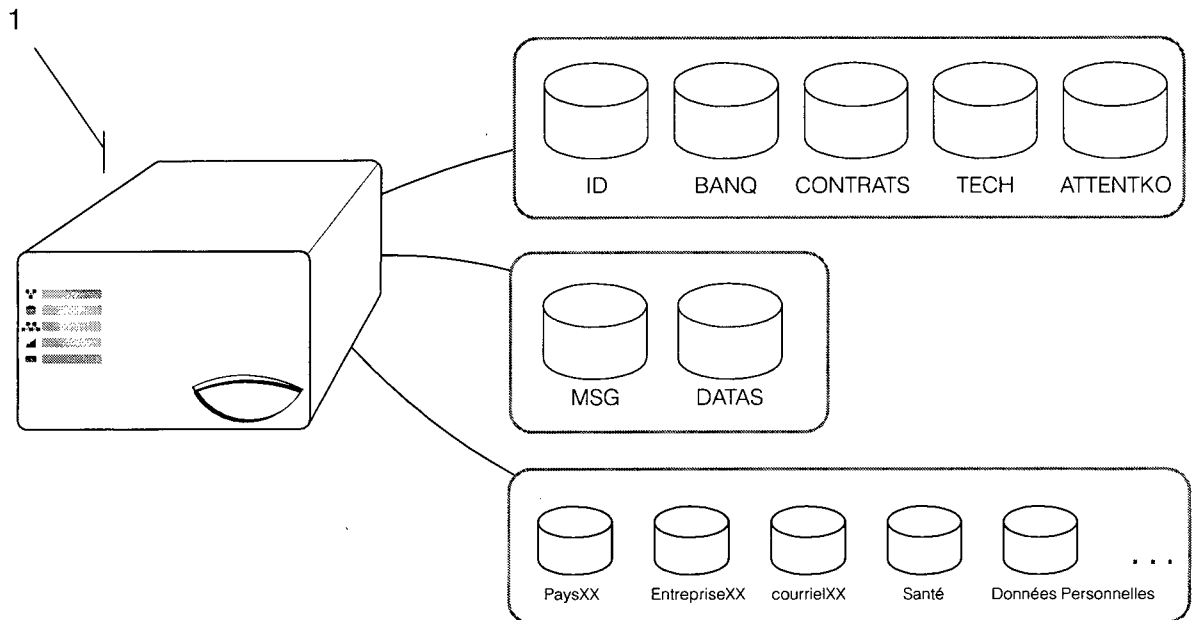 1
ID BANQ CONTRATS TECH ATTENTKO
MSG DATAS
PaysXX EntrepriseXX courrielXX Santé Données Personnelles ...